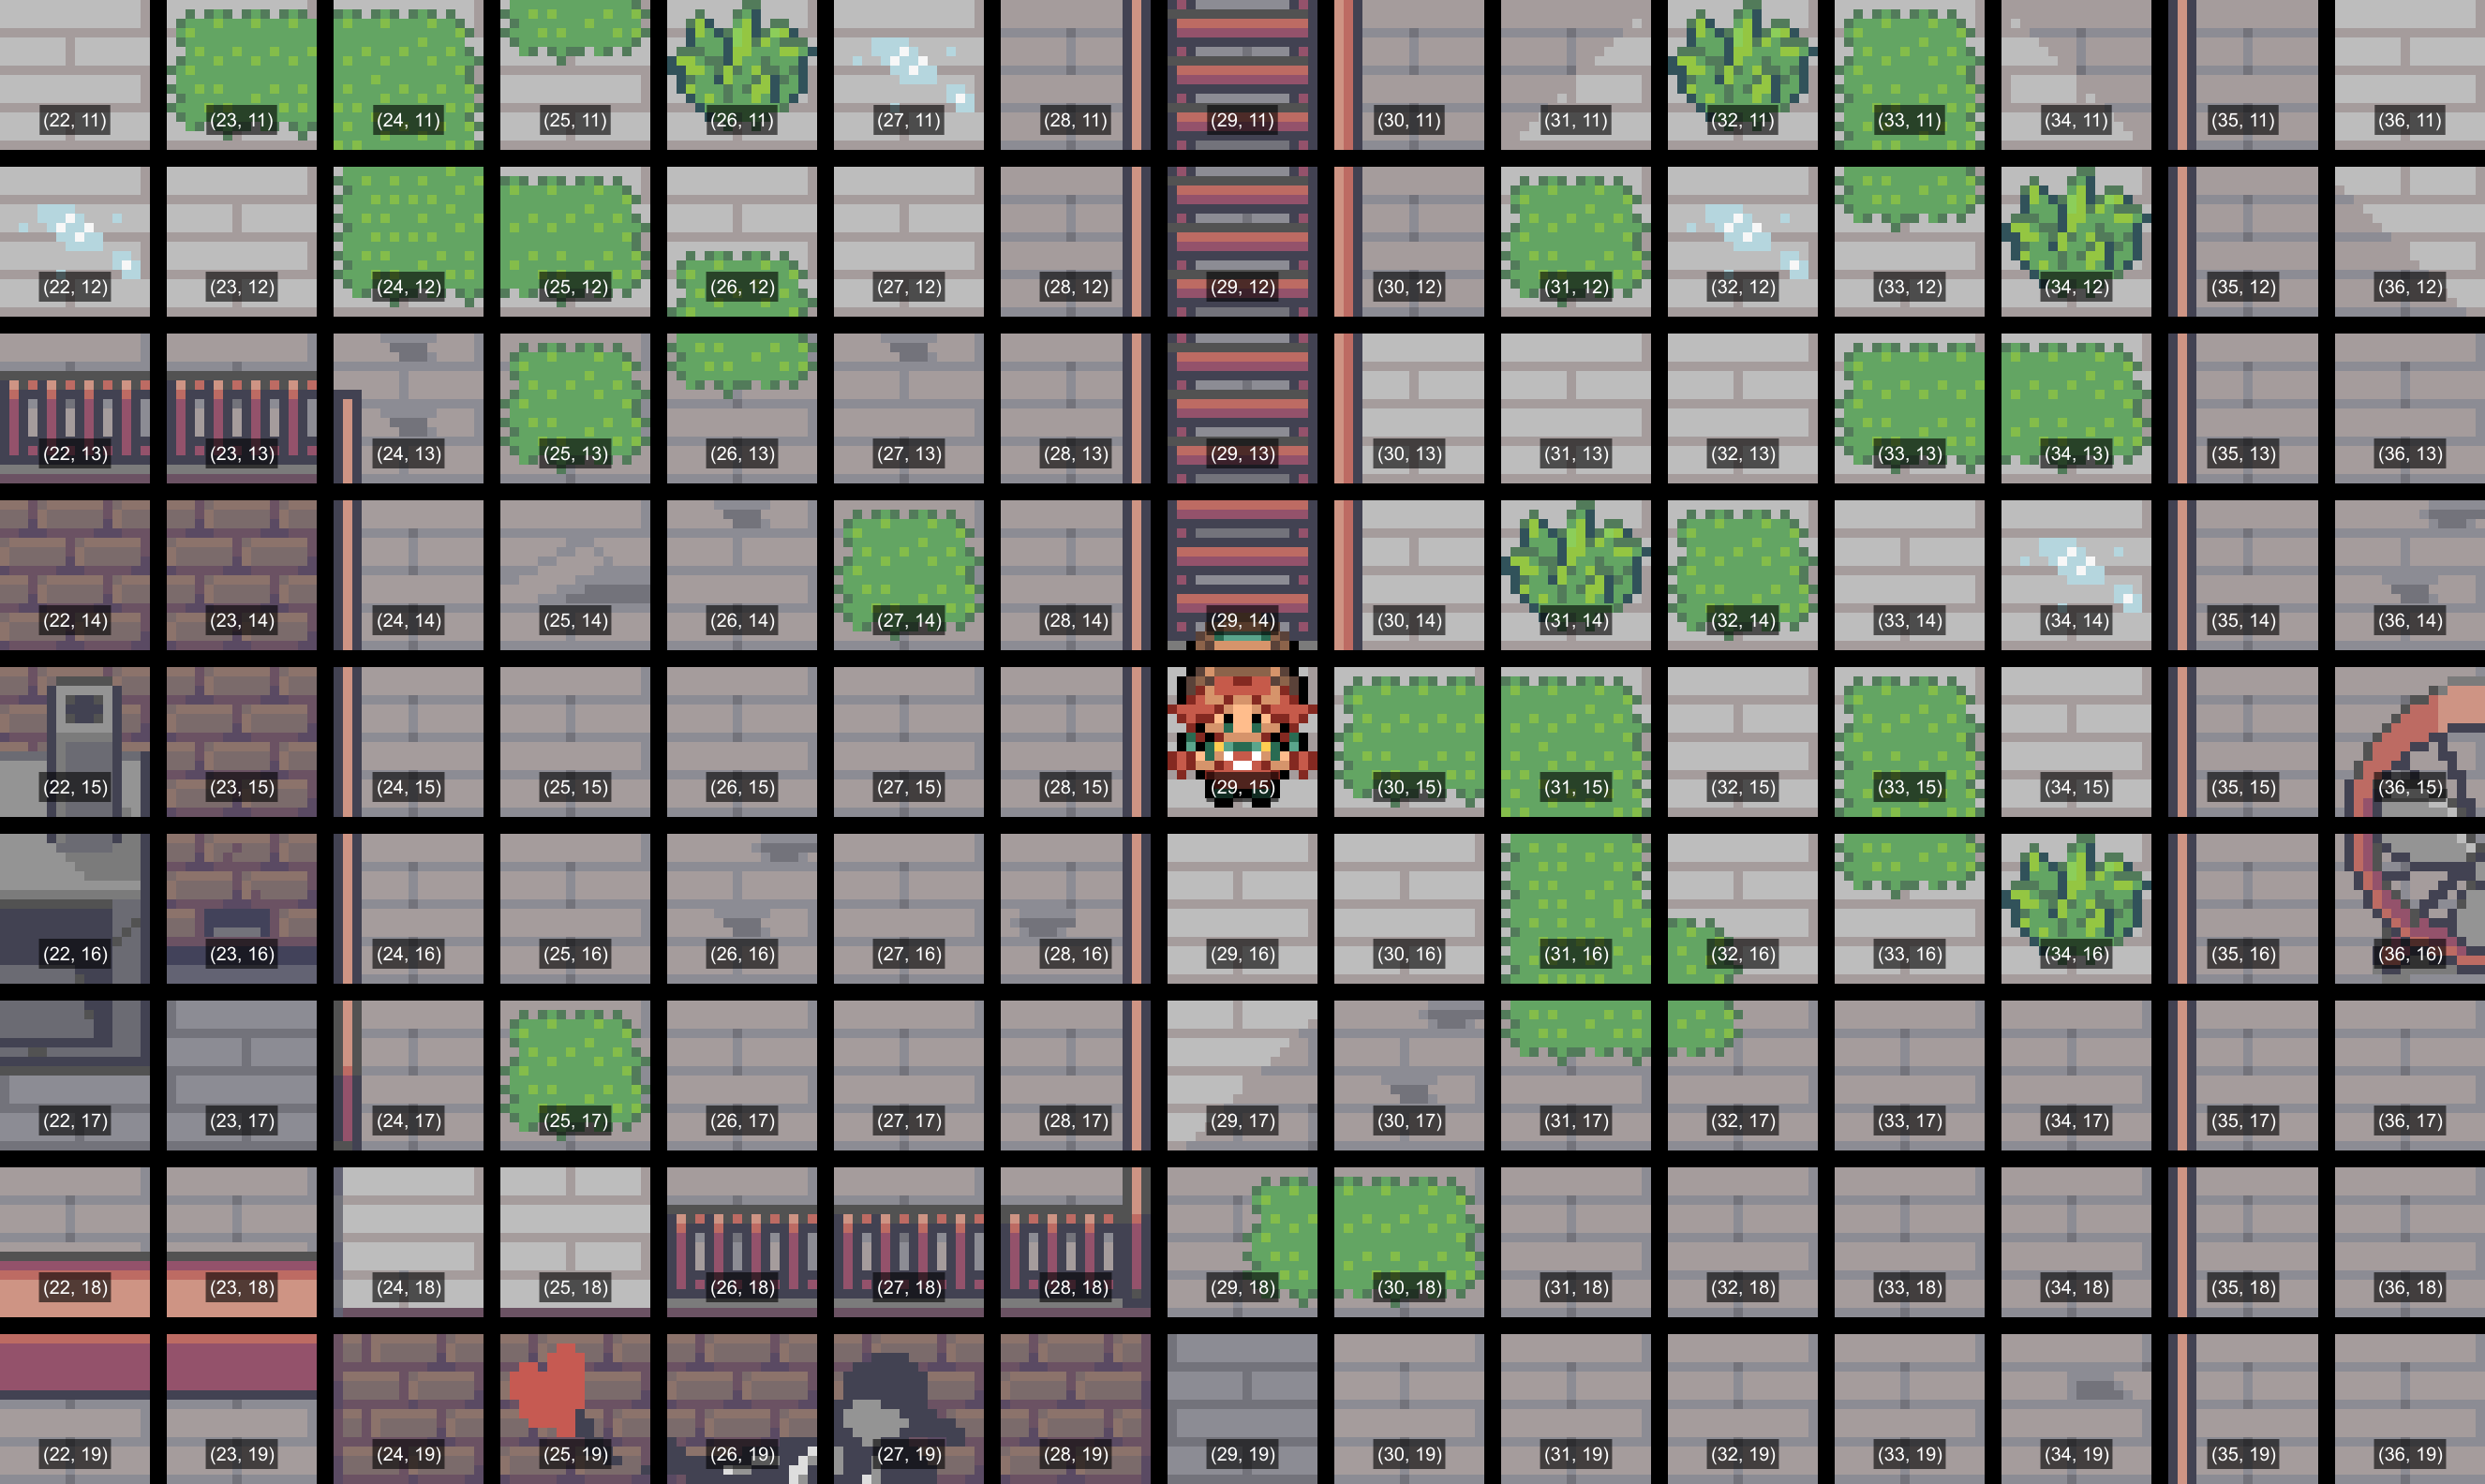 (22, 11) (23, 11) (24, 11) (25, 11) (26, 11) (27, 11) (28, 11) (29, 11) (30, 11) (31, 11) (32, 11) (33, 11) (34, 11) (35, 11) (36, 11)
(22, 12) (23, 12) (24, 12) (25, 12) (26, 12) (27, 12) (28, 12) (29, 12) (30, 12) (31, 12) (32, 12) (33, 12) (34, 12) (35, 12) (36, 12)
(22, 13) (23, 13) (24, 13) (25, 13) (26, 13) (27, 13) (28, 13) (29, 13) (30, 13) (31, 13) (32, 13) (33, 13) (34, 13) (35, 13) (36, 13)
(22, 14) (23, 14) (24, 14) (25, 14) (26, 14) (27, 14) (28, 14) (29, 14) (30, 14) (31, 14) (32, 14) (33, 14) (34, 14) (35, 14) (36, 14)
(22, 15) (23, 15) (24, 15) (25, 15) (26, 15) (27, 15) (28, 15) (29, 15) (30, 15) (31, 15) (32, 15) (33, 15) (34, 15) (35, 15) (36, 15)
(22, 16) (23, 16) (24, 16) (25, 16) (26, 16) (27, 16) (28, 16) (29, 16) (30, 16) (31, 16) (32, 16) (33, 16) (34, 16) (35, 16) (36, 16)
(22, 17) (23, 17) (24, 17) (25, 17) (26, 17) (27, 17) (28, 17) (29, 17) (30, 17) (31, 17) (32, 17) (33, 17) (34, 17) (35, 17) (36, 17)
(22, 18) (23, 18) (24, 18) (25, 18) (26, 18) (27, 18) (28, 18) (29, 18) (30, 18) (31, 18) (32, 18) (33, 18) (34, 18) (35, 18) (36, 18)
(22, 19) (23, 19) (24, 19) (25, 19) (26, 19) (27, 19) (28, 19) (29, 19) (30, 19) (31, 19) (32, 19) (33, 19) (34, 19) (35, 19) (36, 19)